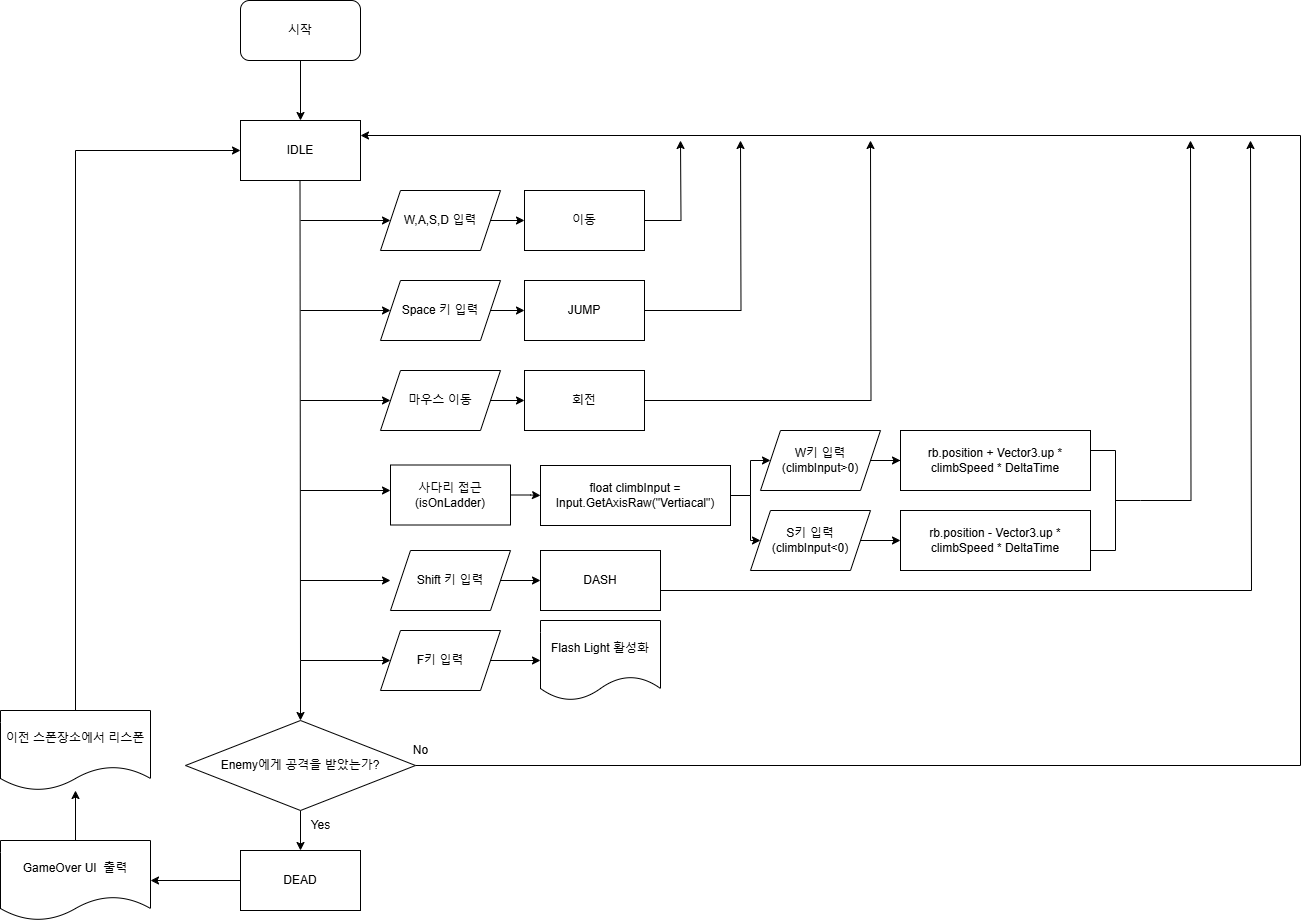 시작
IDLE
W,A,S,D 입력
이동
Space 키 입력
JUMP
마우스 이동
회전
사다리 접근
(isOnLadder)
float climbInput =
Input.GetAxisRaw("Vertiacal")
W키 입력
(climbInput>0)
rb.position + Vector3.up *
climbSpeed * DeltaTime
S키 입력
(climbInput<0)
rb.position - Vector3.up *
climbSpeed * DeltaTime
Shift 키 입력
DASH
F키 입력
Flash Light 활성화
Enemy에게 공격을 받았는가?
No
Yes
DEAD
GameOver UI 출력
이전 스폰장소에서 리스폰